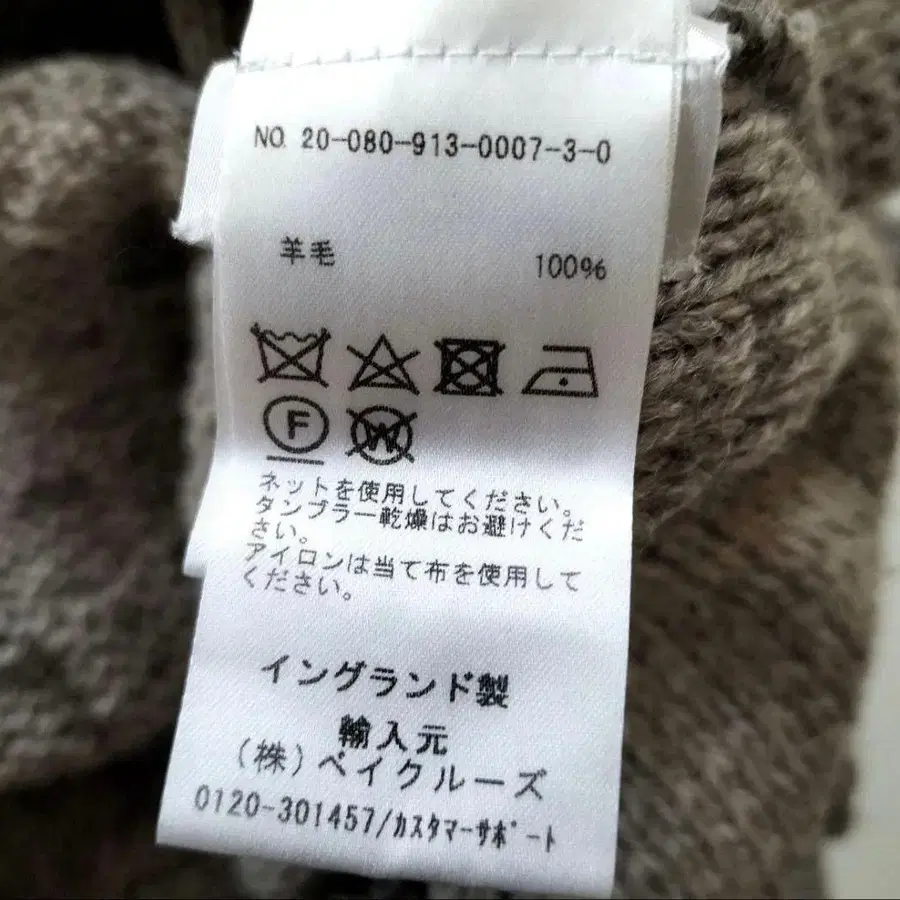 NO. 20-080-913-0007-3-0
羊毛 100%
F
W
ネットを使用してください。
タンブラー乾燥はお避けくだ
さい。
アイロンは当て布を使用して
ください。
イングランド製
輸入元
(株)ベイクルーズ
0120-301457/ｶｽﾀﾏｰｻﾎﾟｰﾄ